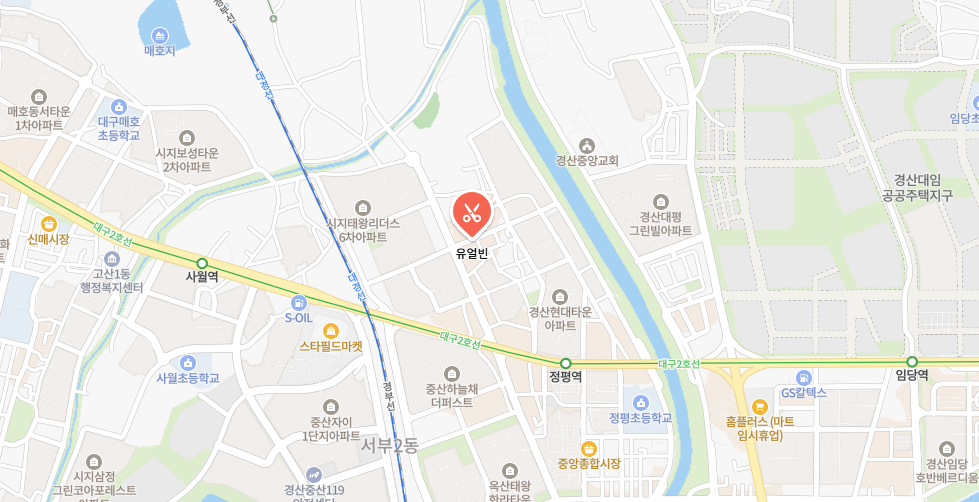 경부선
매호지
대경선
매호동서타운
1차아파트
대구매호
초등학교
임당초
시지보성타운
2차아파트
경산중앙교회
경산대임
공공주택지구
시지태왕리더스
6차아파트
경산대평
그린빌아파트
신매시장
대구2호선
화
유얼빈
고산1동
행정복지센터
사월역
대경선
S-OIL
경산현대타운
아파트
스타필드마켓
대구2호선
대구2호선
사월초등학교
정평역
임당역
경부선
중산하늘채
더퍼스트
GS칼텍스
중산자이
1단지아파트
정평초등학교
홈플러스 (마트
임시휴업)
서부2동
중앙종합시장
시지삼정
그린코아포레스트
경산중산119
옥산태왕
경산임당
호반베르디움